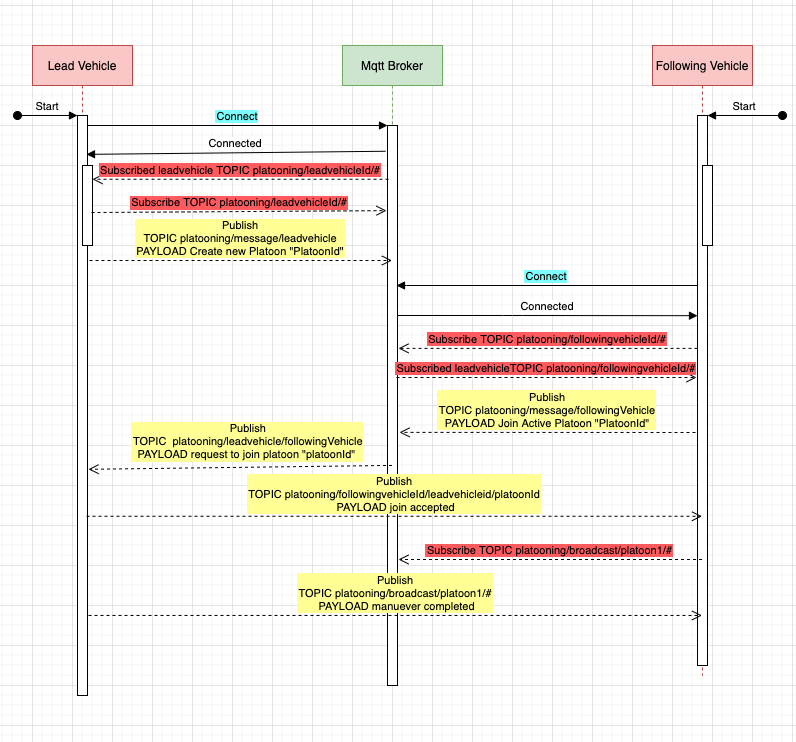 Lead Vehicle
Mqtt Broker
Following Vehicle
Start
Start
Connect
Connected
Subscribed leadvehicle TOPIC platooning/leadvehicleId/#
Subscribe TOPIC platooning/leadvehicleId/#
Publish
TOPIC platooning/message/leadvehicle
PAYLOAD Create new Platoon "PlatoonId"
Connect
Connected
Subscribe TOPIC platooning/followingvehicleId/#
Subscribed leadvehicleTOPIC platooning/followingvehicleId/#
Publish
TOPIC platooning/message/followingVehicle
PAYLOAD Join Active Platoon "PlatoonId"
Publish
TOPIC  platooning/leadvehicle/followingVehicle
PAYLOAD request to join platoon "platoonId"
Publish
TOPIC platooning/followingvehicleId/leadvehicleid/platoonId
PAYLOAD join accepted
Subscribe TOPIC platooning/broadcast/platoon1/#
Publish
TOPIC platooning/broadcast/platoon1/#
PAYLOAD manuever completed